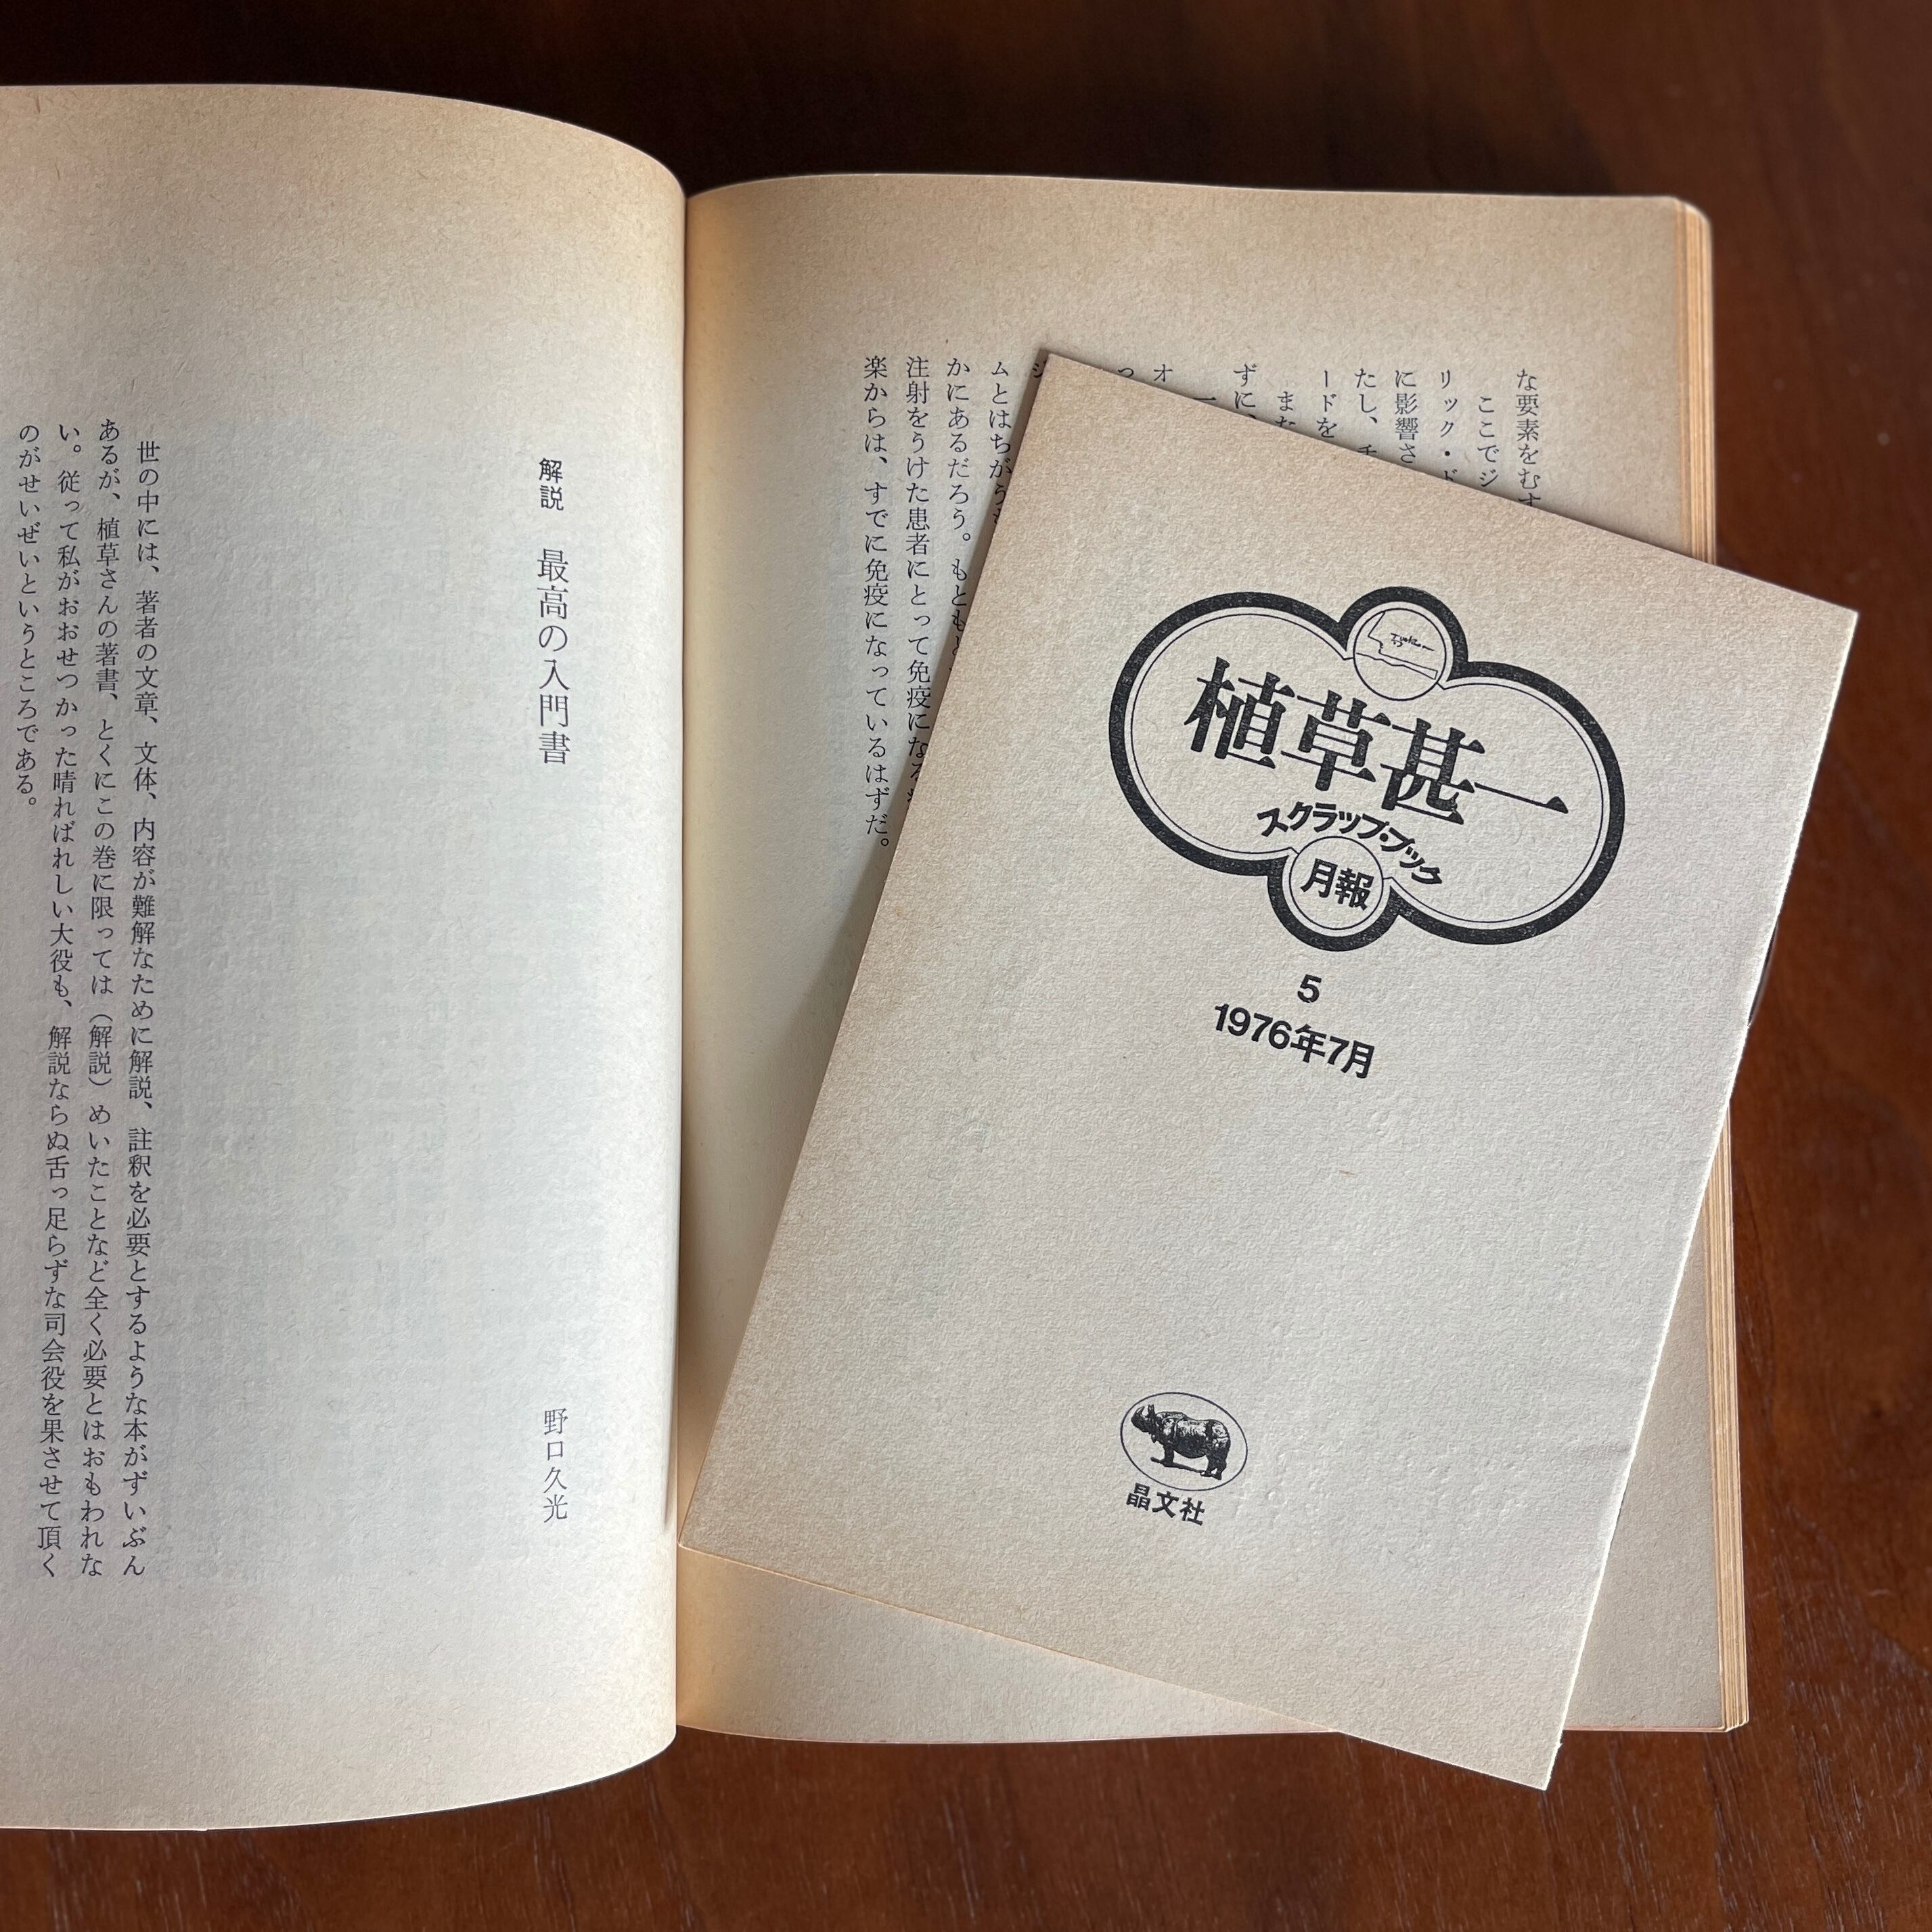 な要素をむす
ここでジ
リック・ド
に影響さ
たし、チ
ードを
また
ずに、
オ
っ
ジ
ムとはちがう
かにあるだろう。もとも
注射をうけた患者にとって免疫にな
楽からは、すでに免疫になっているはずだ。
解説　最高の入門書
野口久光
世の中には、著者の文章、文体、内容が難解なために解説、註釈を必要とするような本がずいぶん
あるが、植草さんの著書、とくにこの巻に限っては（解説）めいたことなど全く必要とはおもわれな
い。従って私がおおせつかった晴ればれしい大役も、解説ならぬ舌っ足らずな司会役を果させて頂く
のがせいぜいというところである。
植草甚一
スクラップ・ブック
月報
5
1976年7月
晶文社